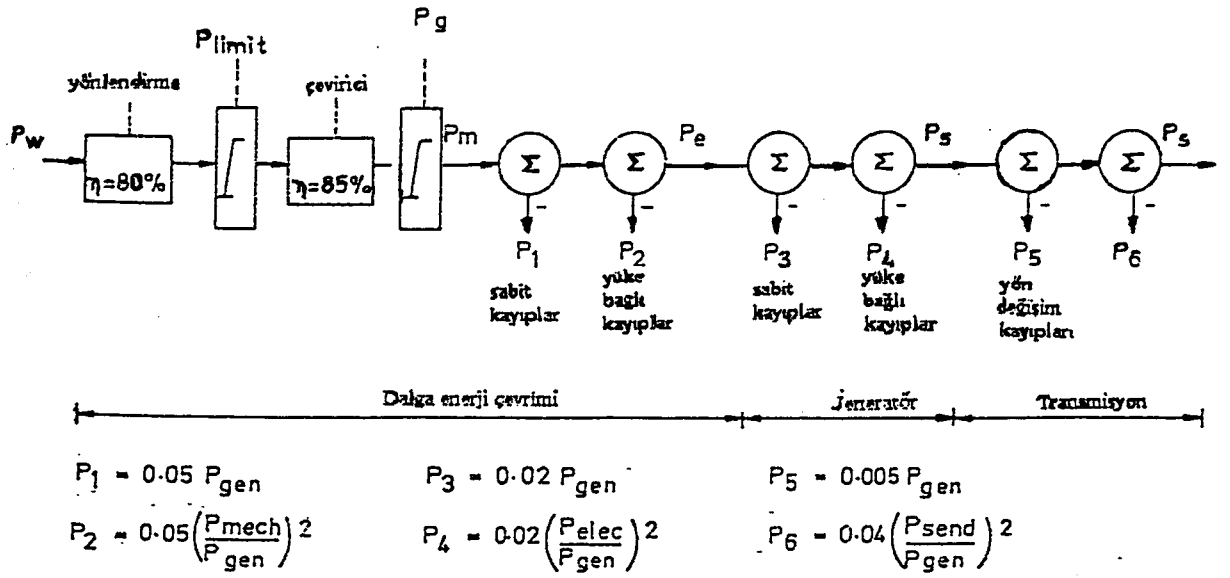 P_g
P_limit
yönlendirme
çevirici
P_w
η=80%
η=85%
P_m
Σ
Σ
P_e
Σ
Σ
P_s
Σ
Σ
P_s
-
-
-
-
-
-
P_1
P_2
P_3
P_4
P_5
P_6
sabit kayıplar
yüke bağlı kayıplar
sabit kayıplar
yüke bağlı kayıplar
yön değişim kayıpları
Dalga enerji çevrimi
Jeneratör
Transmisyon
P_1 = 0.05 P_gen
P_3 = 0.02 P_gen
P_5 = 0.005 P_gen
P_2 = 0.05 (P_mech / P_gen)^2
P_4 = 0.02 (P_elec / P_gen)^2
P_6 = 0.04 (P_send / P_gen)^2